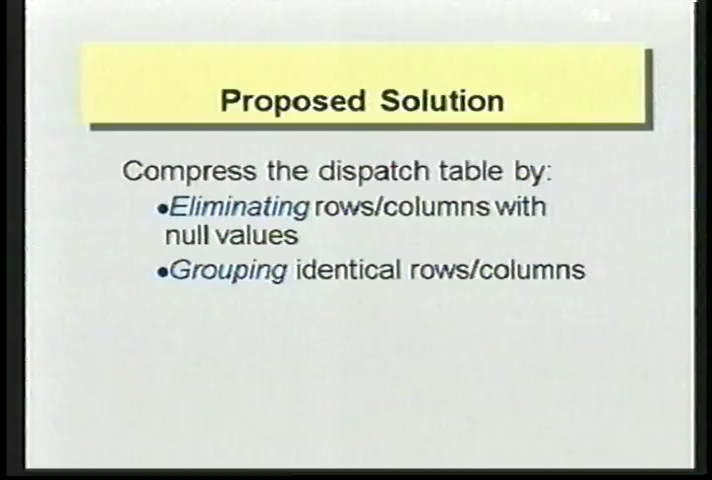 Proposed Solution
Compress the dispatch table by:
•Eliminating rows/columns with
null values
•Grouping identical rows/columns